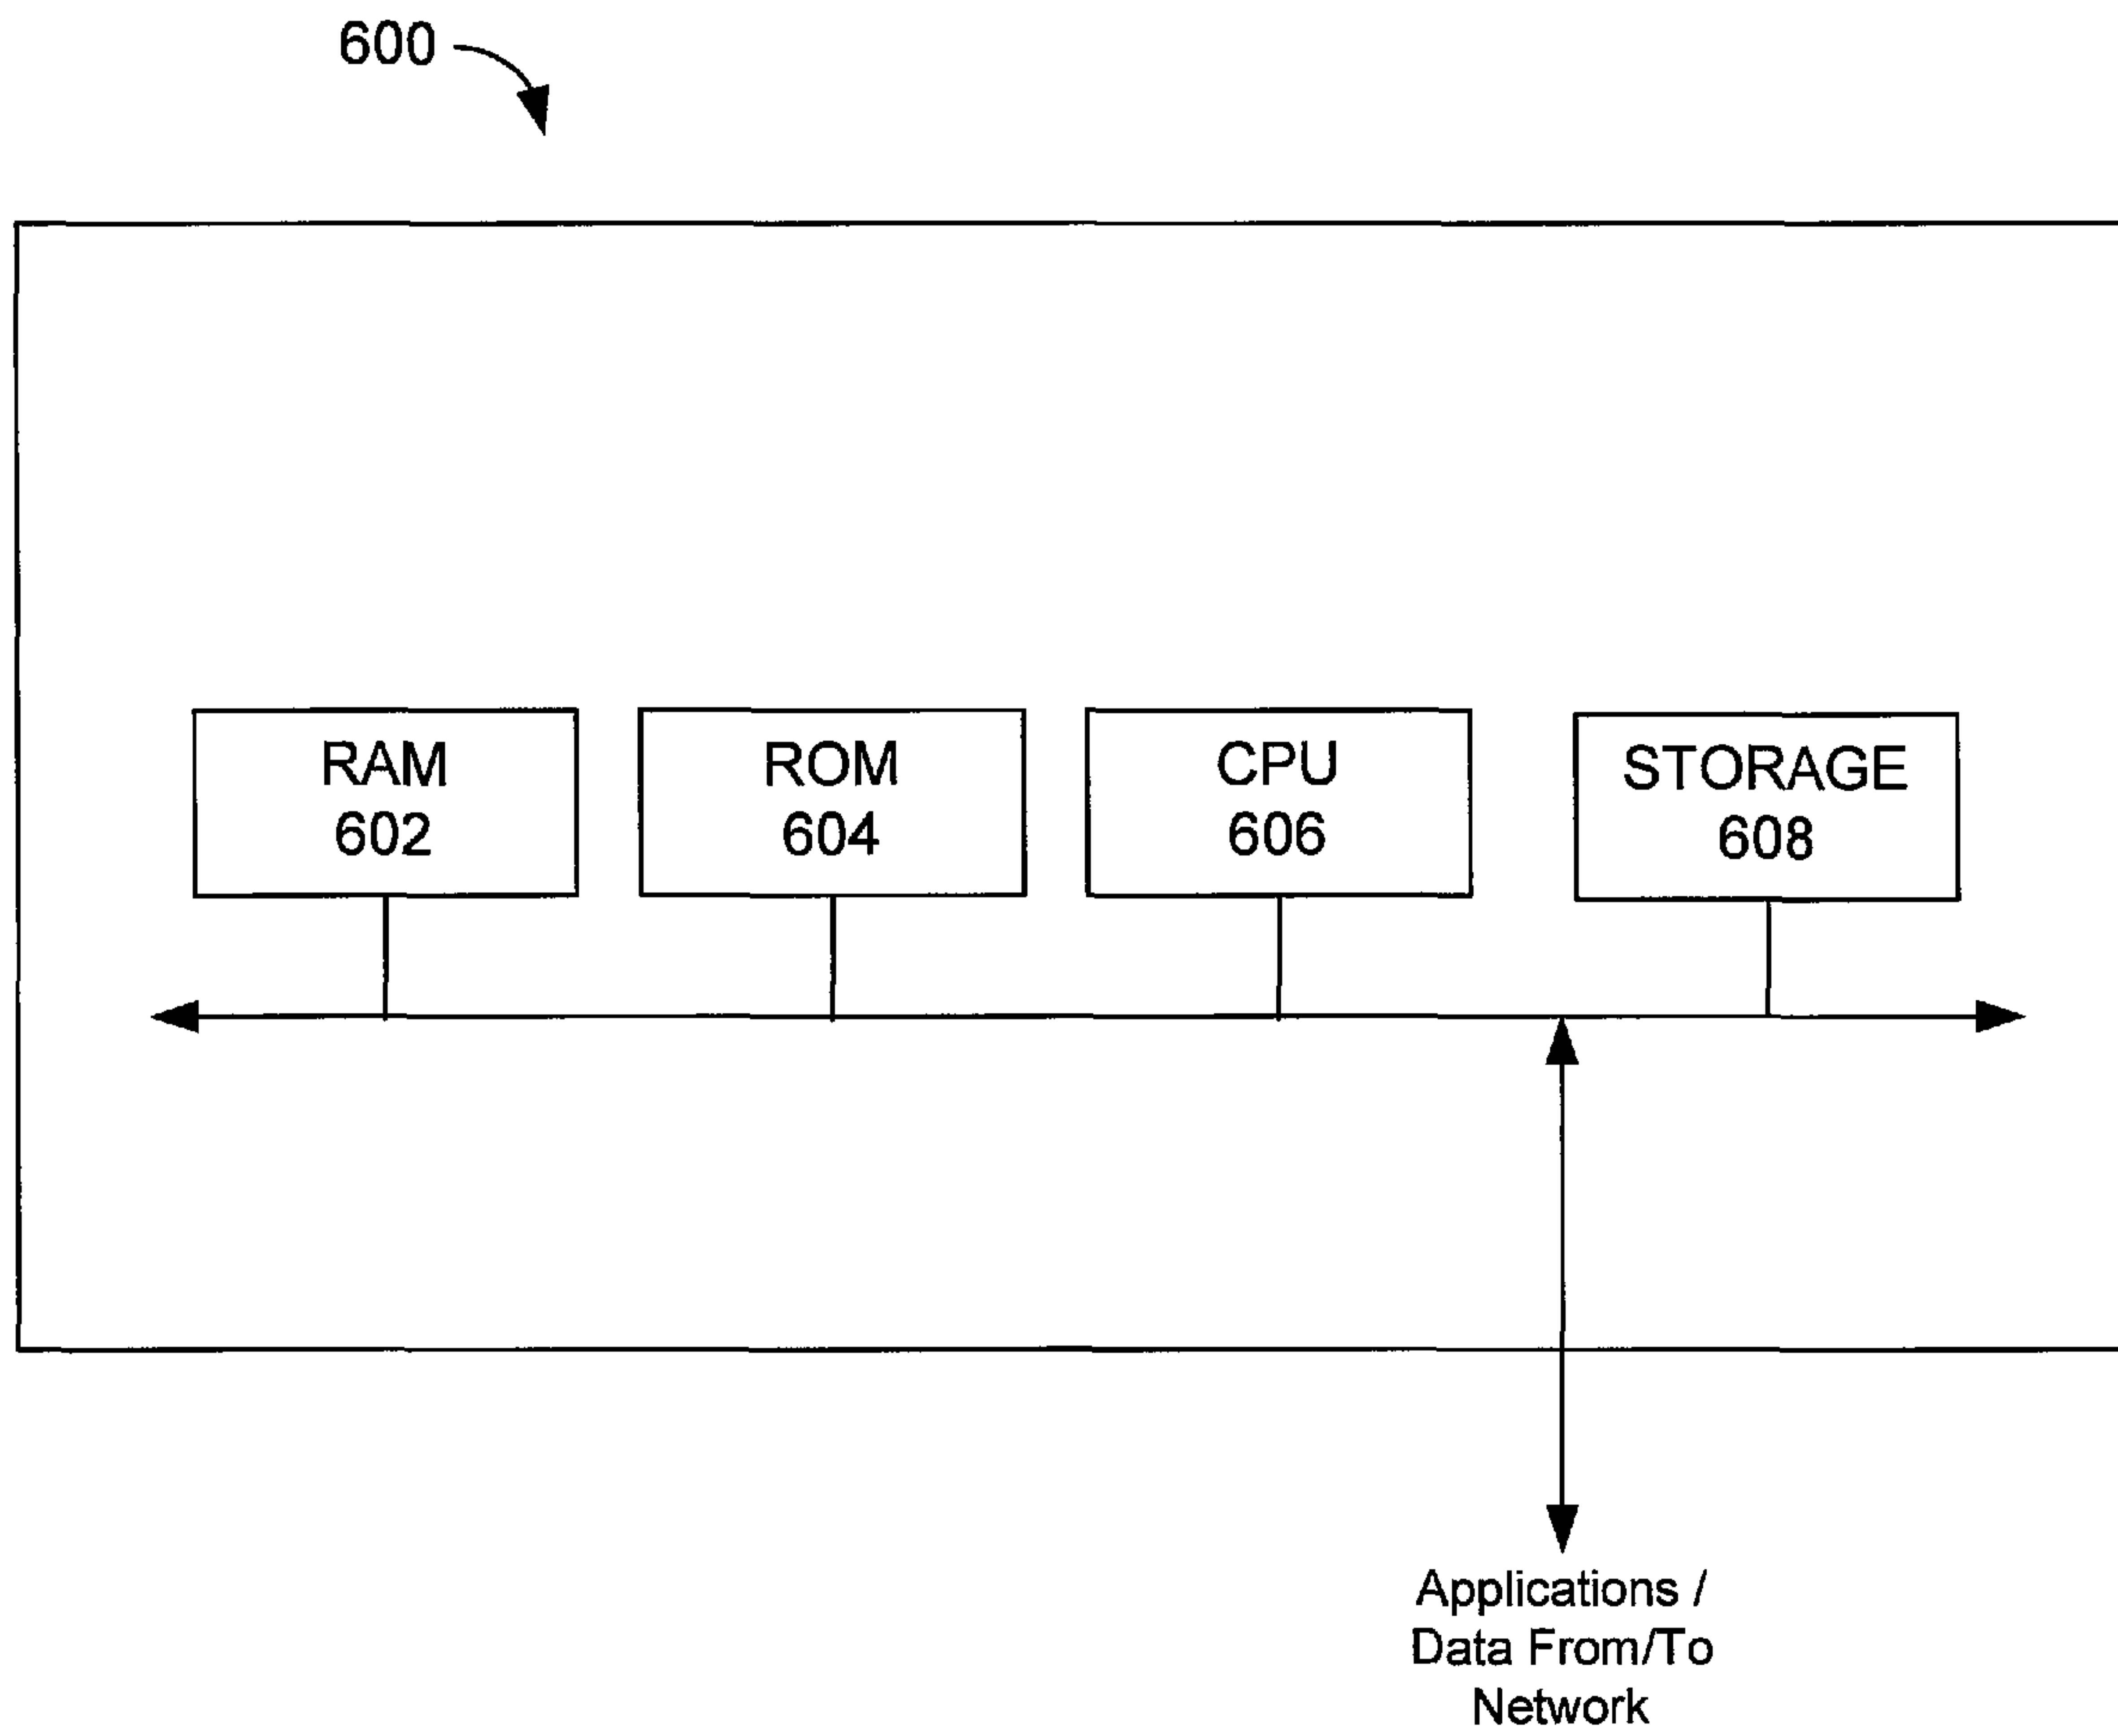 600
RAM
602
ROM
604
CPU
606
STORAGE
608
Applications /
Data From/To
Network